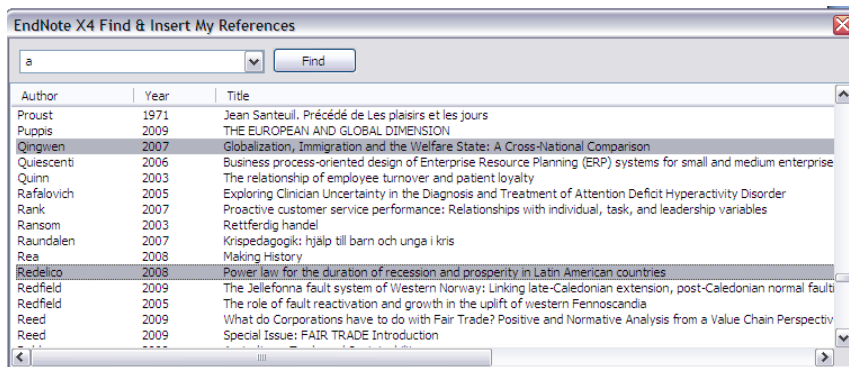 EndNote X4 Find & Insert My References
a
Find
Author Year Title
Proust 1971 Jean Santeuil. Précédé de Les plaisirs et les jours
Puppis 2009 THE EUROPEAN AND GLOBAL DIMENSION
Qingwen 2007 Globalization, Immigration and the Welfare State: A Cross-National Comparison
Quiescenti 2006 Business process-oriented design of Enterprise Resource Planning (ERP) systems for small and medium enterprise
Quinn 2003 The relationship of employee turnover and patient loyalty
Rafalovich 2005 Exploring Clinician Uncertainty in the Diagnosis and Treatment of Attention Deficit Hyperactivity Disorder
Rank 2007 Proactive customer service performance: Relationships with individual, task, and leadership variables
Ransom 2003 Rettferdig handel
Raundalen 2007 Krispedagogik: hjälp till barn och unga i kris
Rea 2008 Making History
Redelico 2008 Power law for the duration of recession and prosperity in Latin American countries
Redfield 2009 The Jellefonna fault system of Western Norway: Linking late-Caledonian extension, post-Caledonian normal faulti
Redfield 2005 The role of fault reactivation and growth in the uplift of western Fennoscandia
Reed 2009 What do Corporations have to do with Fair Trade? Positive and Normative Analysis from a Value Chain Perspectiv
Reed 2009 Special Issue: FAIR TRADE Introduction